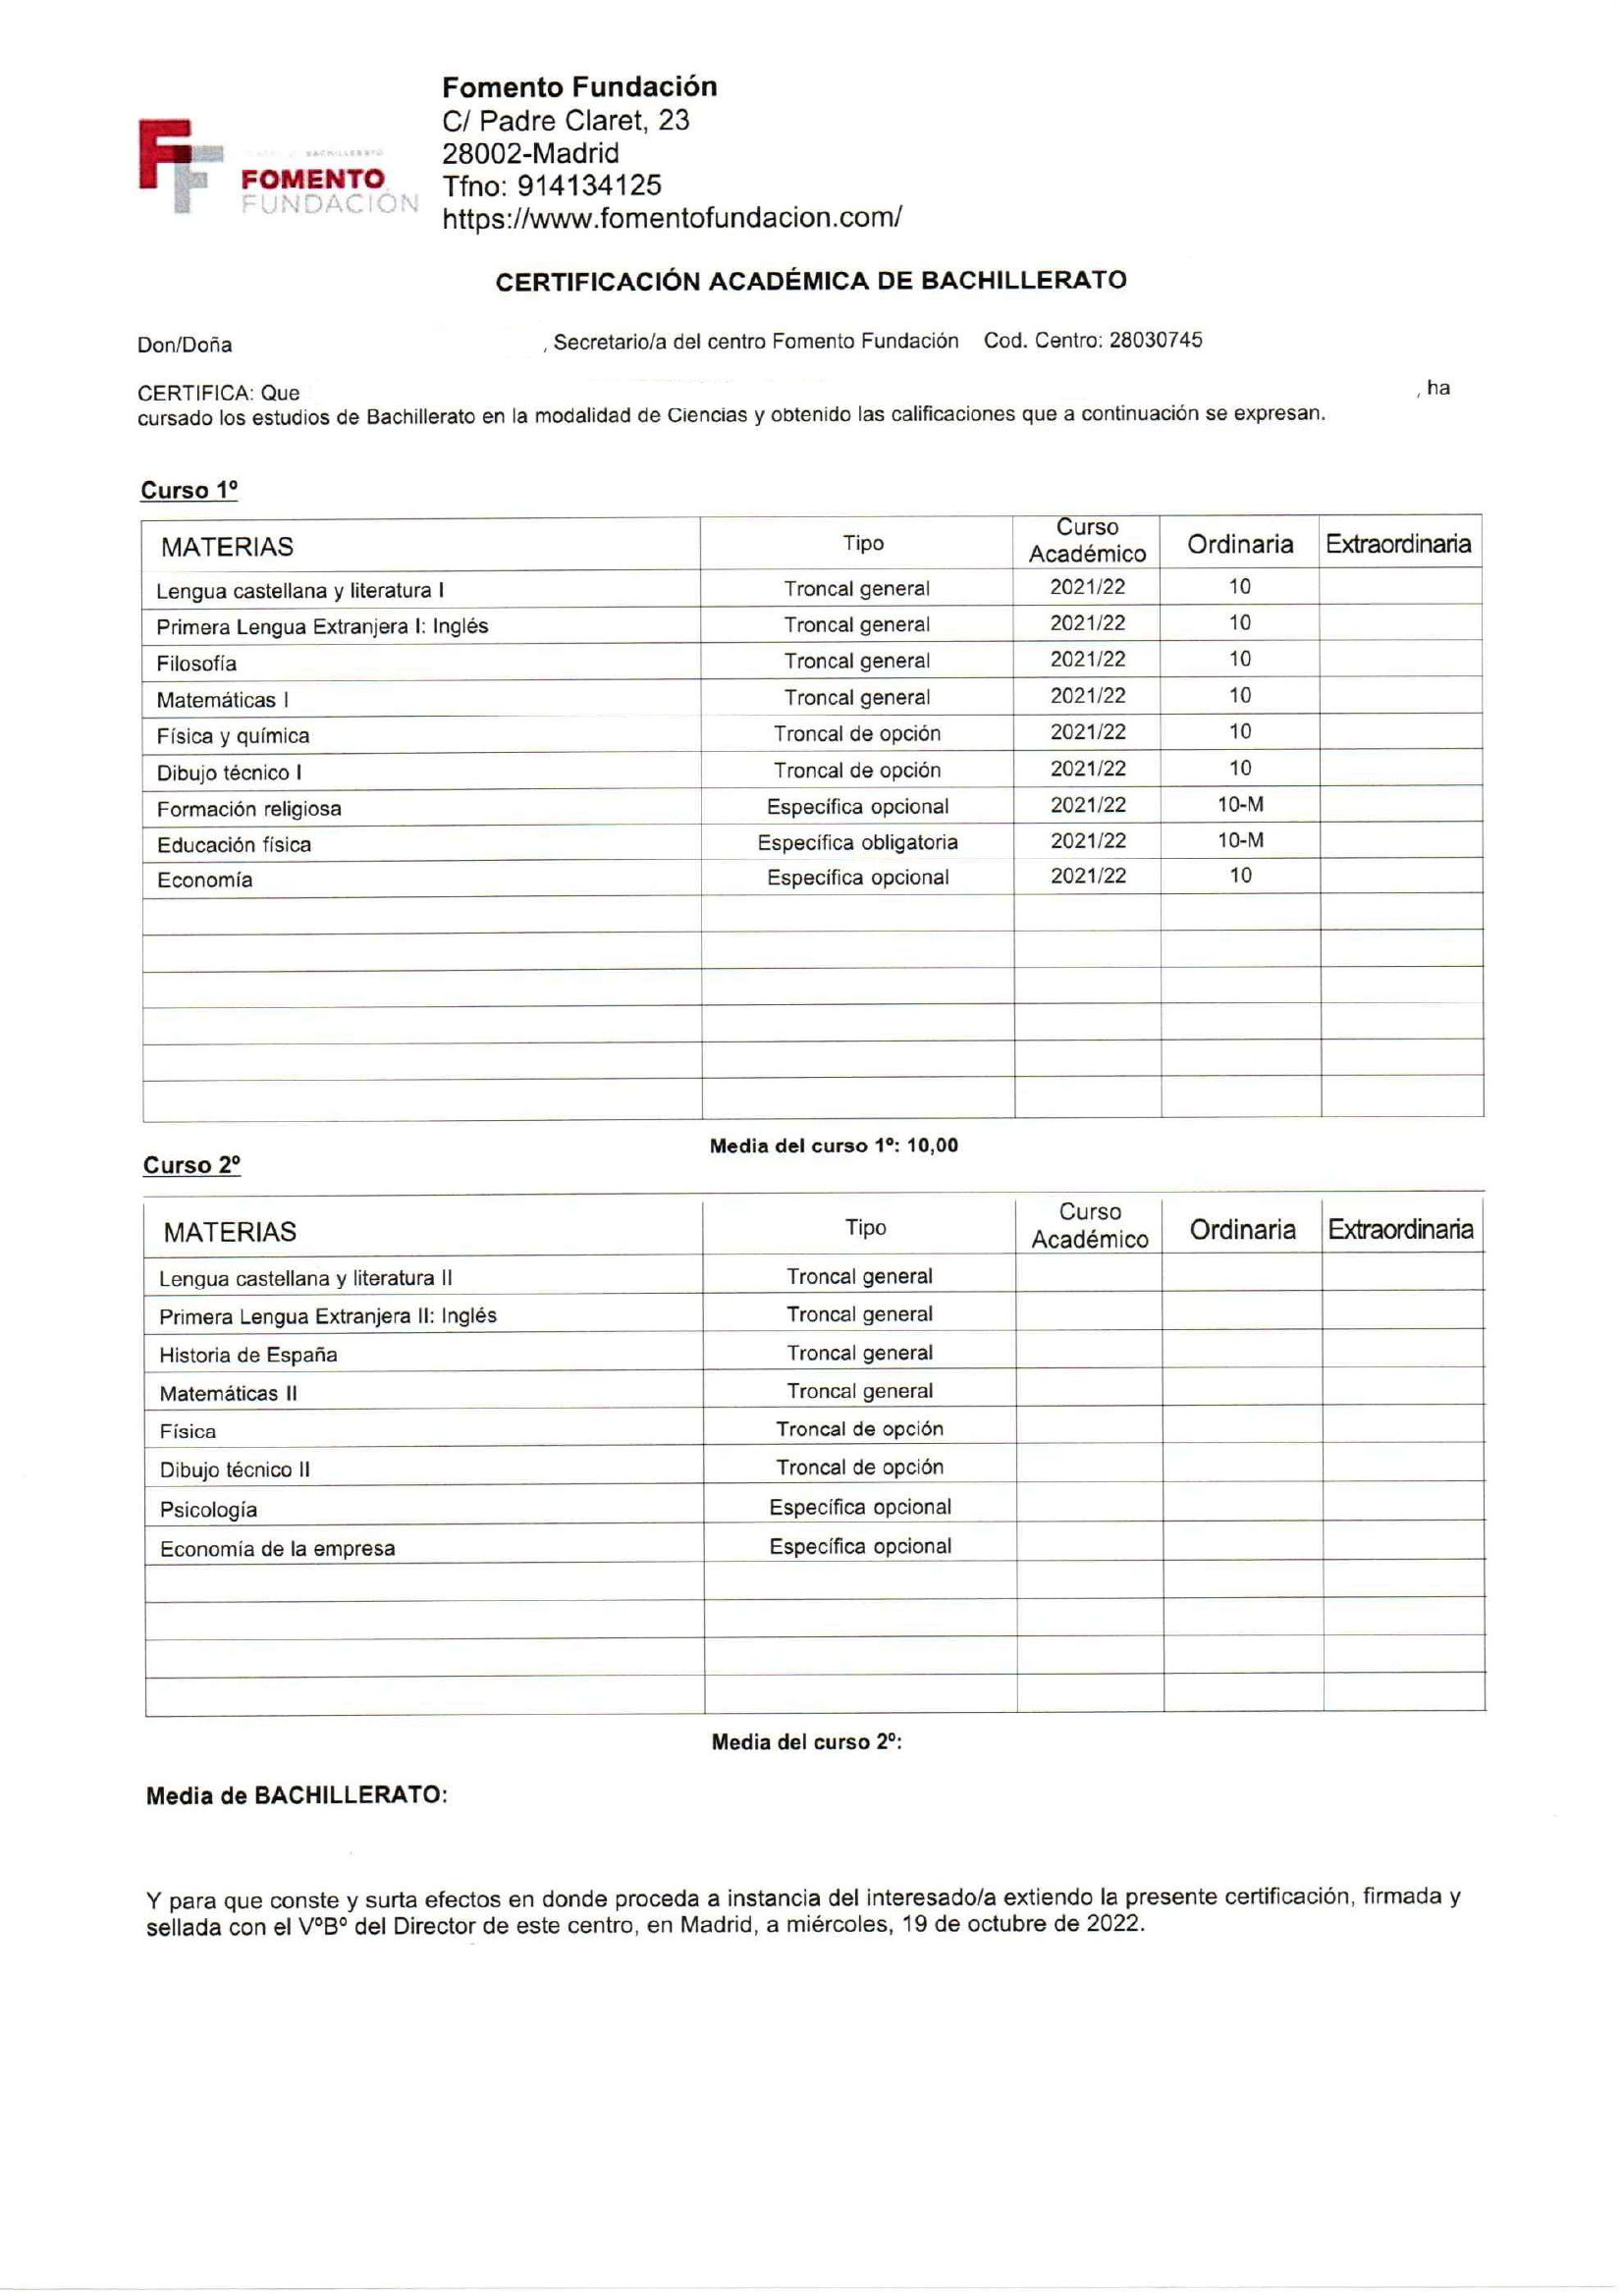 Fomento Fundación
C/ Padre Claret, 23
28002-Madrid
Tfno: 914134125
https://www.fomentofundacion.com/
BACHILLERATO
FOMENTO
FUNDACIÓN
CERTIFICACIÓN ACADÉMICA DE BACHILLERATO
Don/Doña , Secretario/a del centro Fomento Fundación Cod. Centro: 28030745
CERTIFICA: Que , ha
cursado los estudios de Bachillerato en la modalidad de Ciencias y obtenido las calificaciones que a continuación se expresan.
Curso 1º
MATERIAS Tipo Curso Académico Ordinaria Extraordinaria
Lengua castellana y literatura I Troncal general 2021/22 10
Primera Lengua Extranjera I: Inglés Troncal general 2021/22 10
Filosofía Troncal general 2021/22 10
Matemáticas I Troncal general 2021/22 10
Física y química Troncal de opción 2021/22 10
Dibujo técnico I Troncal de opción 2021/22 10
Formación religiosa Específica opcional 2021/22 10-M
Educación física Específica obligatoria 2021/22 10-M
Economía Específica opcional 2021/22 10
Media del curso 1º: 10,00
Curso 2º
MATERIAS Tipo Curso Académico Ordinaria Extraordinaria
Lengua castellana y literatura II Troncal general
Primera Lengua Extranjera II: Inglés Troncal general
Historia de España Troncal general
Matemáticas II Troncal general
Física Troncal de opción
Dibujo técnico II Troncal de opción
Psicología Específica opcional
Economía de la empresa Específica opcional
Media del curso 2º:
Media de BACHILLERATO:
Y para que conste y surta efectos en donde proceda a instancia del interesado/a extiendo la presente certificación, firmada y
sellada con el VºBº del Director de este centro, en Madrid, a miércoles, 19 de octubre de 2022.